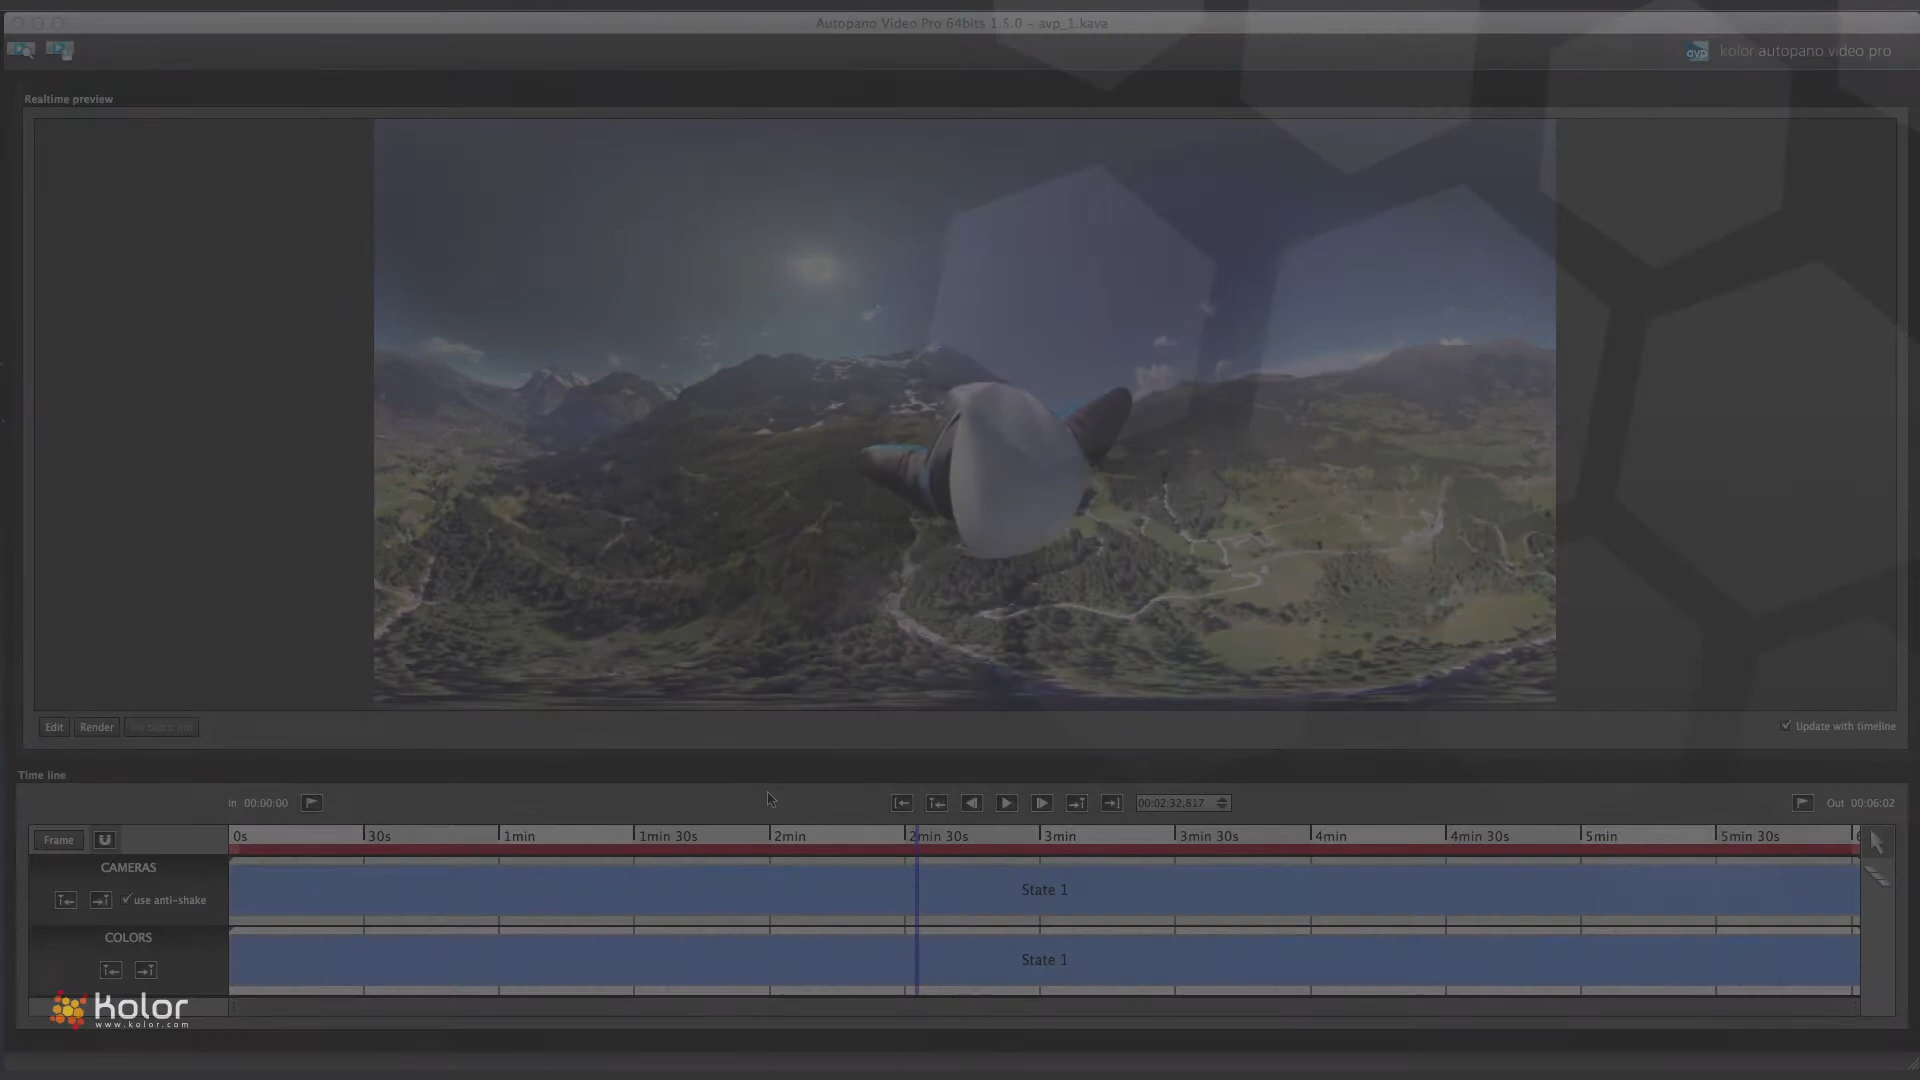 Autopano Video Pro 64bits 1.5.0 - avp_1.kava
avp kolor autopano video pro
Realtime preview
Edit Render
Update with timeline
Time line
In 00:00:00
00:02:32,817
Out 00:06:02
Frame
0s 30s 1min 1min 30s 2min 2min 30s 3min 3min 30s 4min 4min 30s 5min 5min 30s
CAMERAS
State 1
use anti-shake
COLORS
State 1
kolor
www.kolor.com